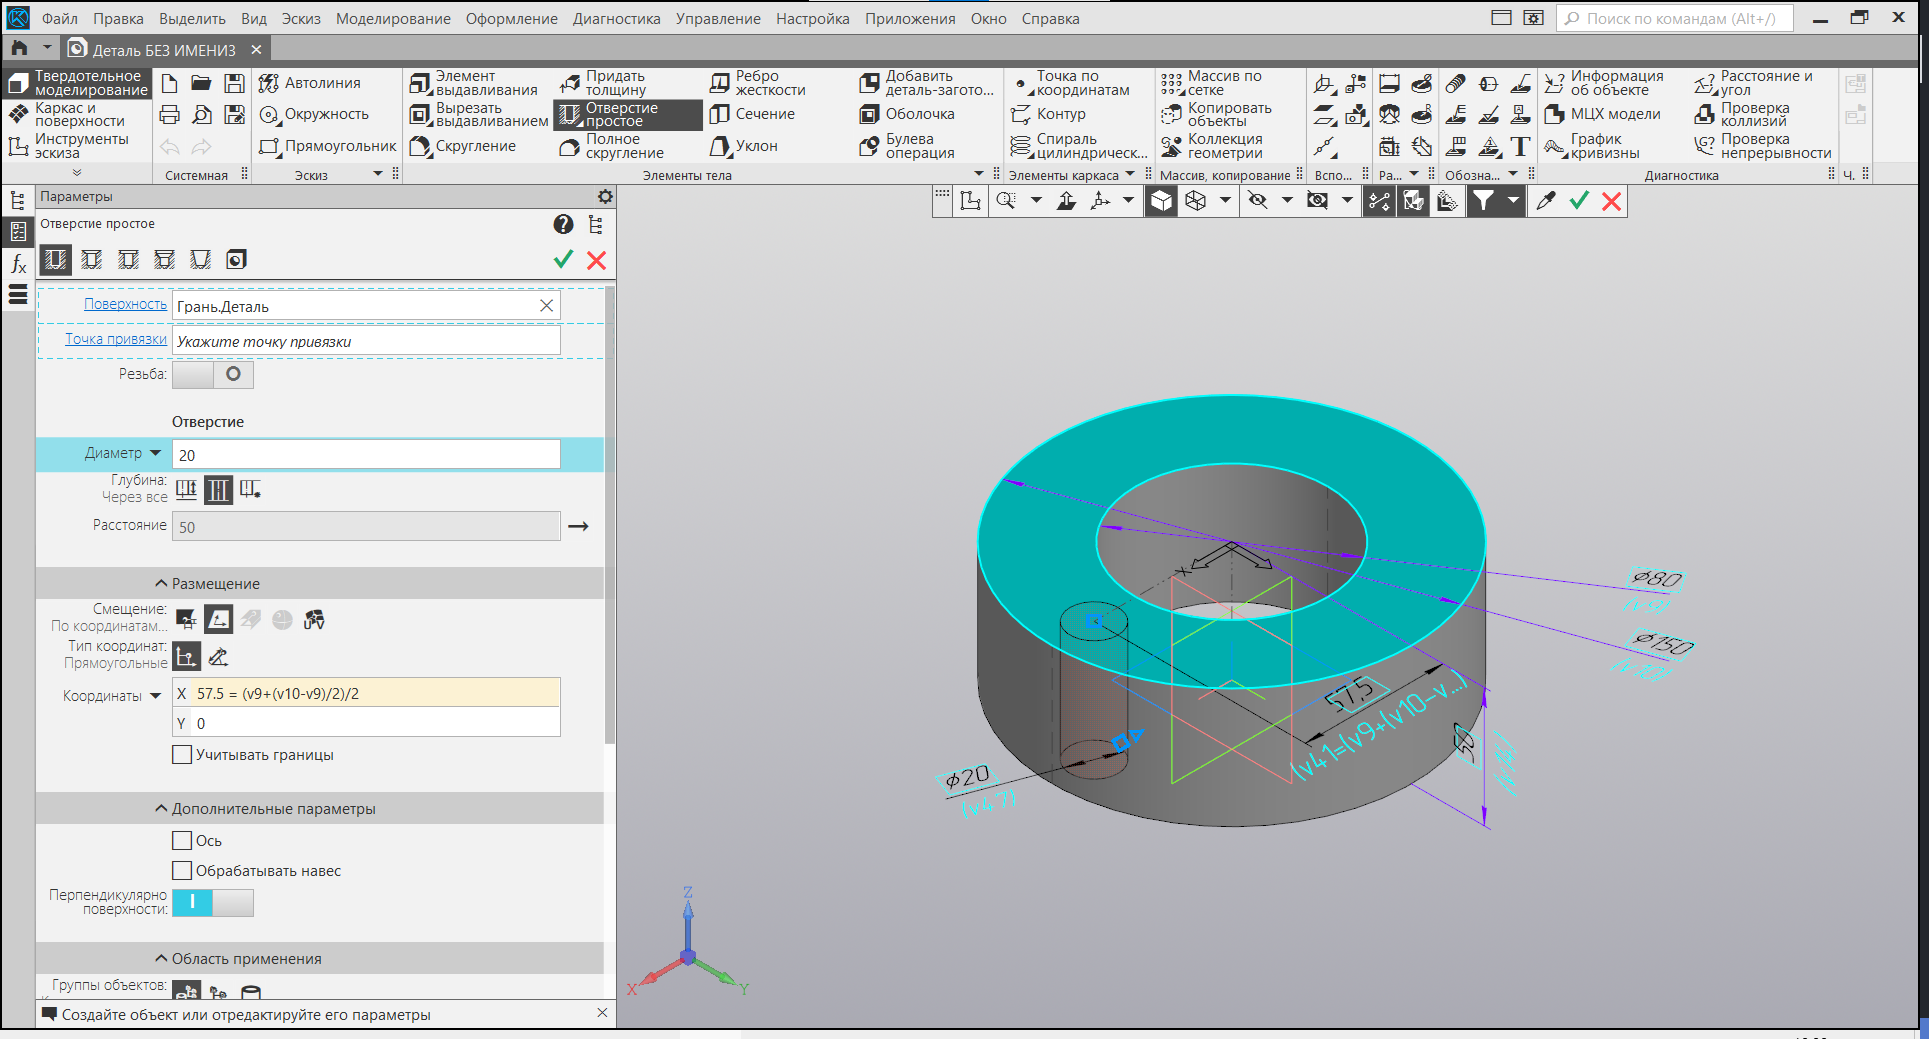 Файл Правка Выделить Вид Эскиз Моделирование Оформление Диагностика Управление Настройка Приложения Окно Справка
Поиск по командам (Alt+/)
Деталь БЕЗ ИМЕНИ3
Твердотельное
моделирование
Каркас и
поверхности
Инструменты
эскиза
Системная
Автолиния
Окружность
Прямоугольник
Эскиз
Элемент
выдавливания
Вырезать
выдавливанием
Скругление
Придать
толщину
Отверстие
простое
Полное
скругление
Ребро
жесткости
Сечение
Уклон
Добавить
деталь-загото...
Оболочка
Булева
операция
Элементы тела
Точка по
координатам
Контур
Спираль
цилиндрическ...
Элементы каркаса
Массив по
сетке
Копировать
объекты
Коллекция
геометрии
Массив, копирование
Вспо...
Ра...
Обозна...
Информация
об объекте
МЦХ модели
График
кривизны
Расстояние и
угол
Проверка
коллизий
Проверка
непрерывности
Диагностика
Ч.
Параметры
Отверстие простое
Поверхность
Грань.Деталь
Точка привязки
Укажите точку привязки
Резьба:
Отверстие
Диаметр
20
Глубина:
Через все
Расстояние
50
Размещение
Смещение:
По координатам...
Тип координат:
Прямоугольные
Координаты
X 57.5 = (v9+(v10-v9)/2)/2
Y 0
Учитывать границы
Дополнительные параметры
Ось
Обрабатывать навес
Перпендикулярно
поверхности:
Область применения
Группы объектов:
Создайте объект или отредактируйте его параметры
X
⌀80
⌀150
57,5
(v41=(v9+(v10-v...)
⌀20
(v47)
Z
X
Y